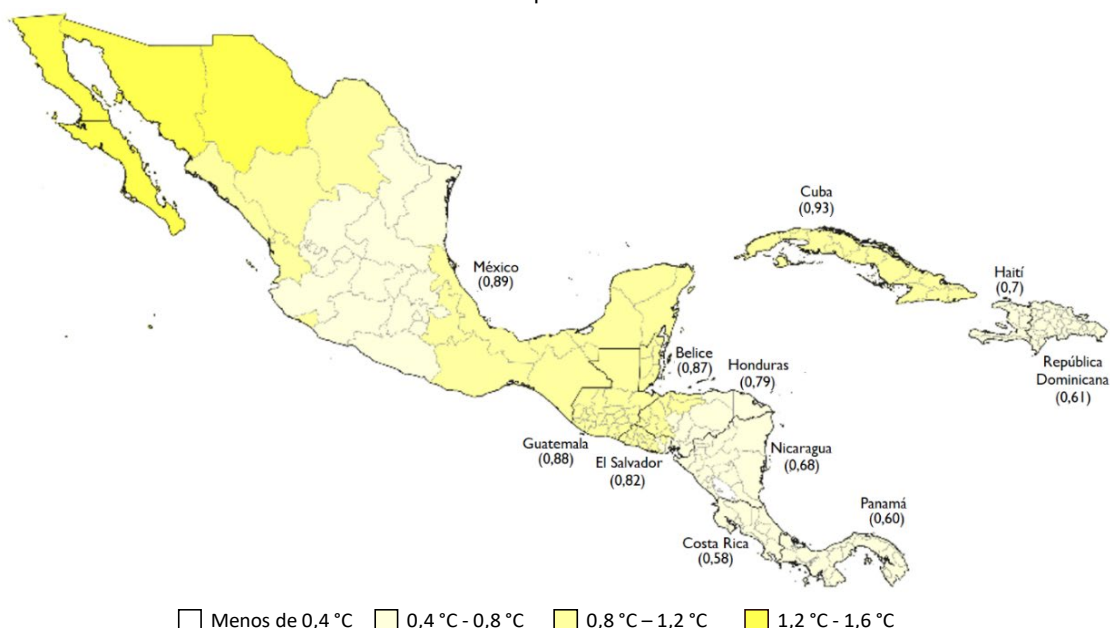 Cuba
(0,93)
Haití
(0,7)
México
(0,89)
República
Dominicana
(0,61)
Belice
(0,87)
Honduras
(0,79)
Guatemala
(0,88)
El Salvador
(0,82)
Nicaragua
(0,68)
Panamá
(0,60)
Costa Rica
(0,58)
Menos de 0,4 °C
0,4 °C - 0,8 °C
0,8 °C – 1,2 °C
1,2 °C - 1,6 °C